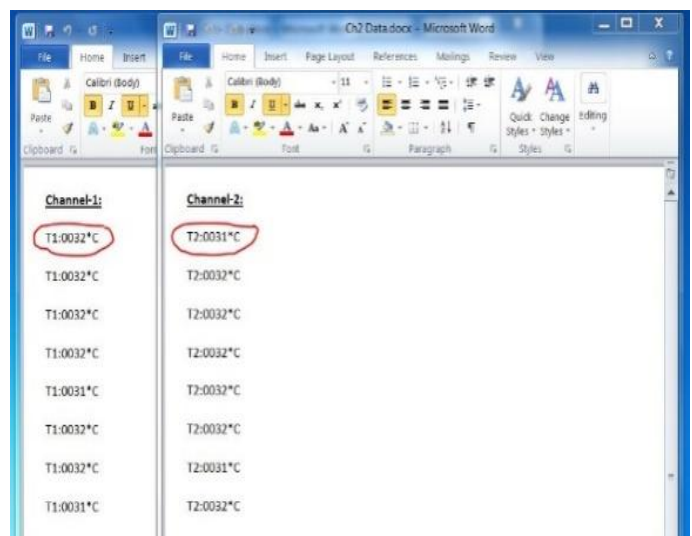 Ch2 Data.docx - Microsoft Word
File Home Insert
File Home Insert Page Layout References Mailings Review View
Calibri (Body)
Calibri (Body) 11
Paste
Paste
Quick Styles
Change Styles
Editing
Clipboard Font
Clipboard Font Paragraph Styles
Channel-1:
T1:0032*C
T1:0032*C
T1:0032*C
T1:0032*C
T1:0031*C
T1:0032*C
T1:0032*C
T1:0031*C
Channel-2:
T2:0031*C
T2:0032*C
T2:0032*C
T2:0032*C
T2:0032*C
T2:0032*C
T2:0031*C
T2:0032*C